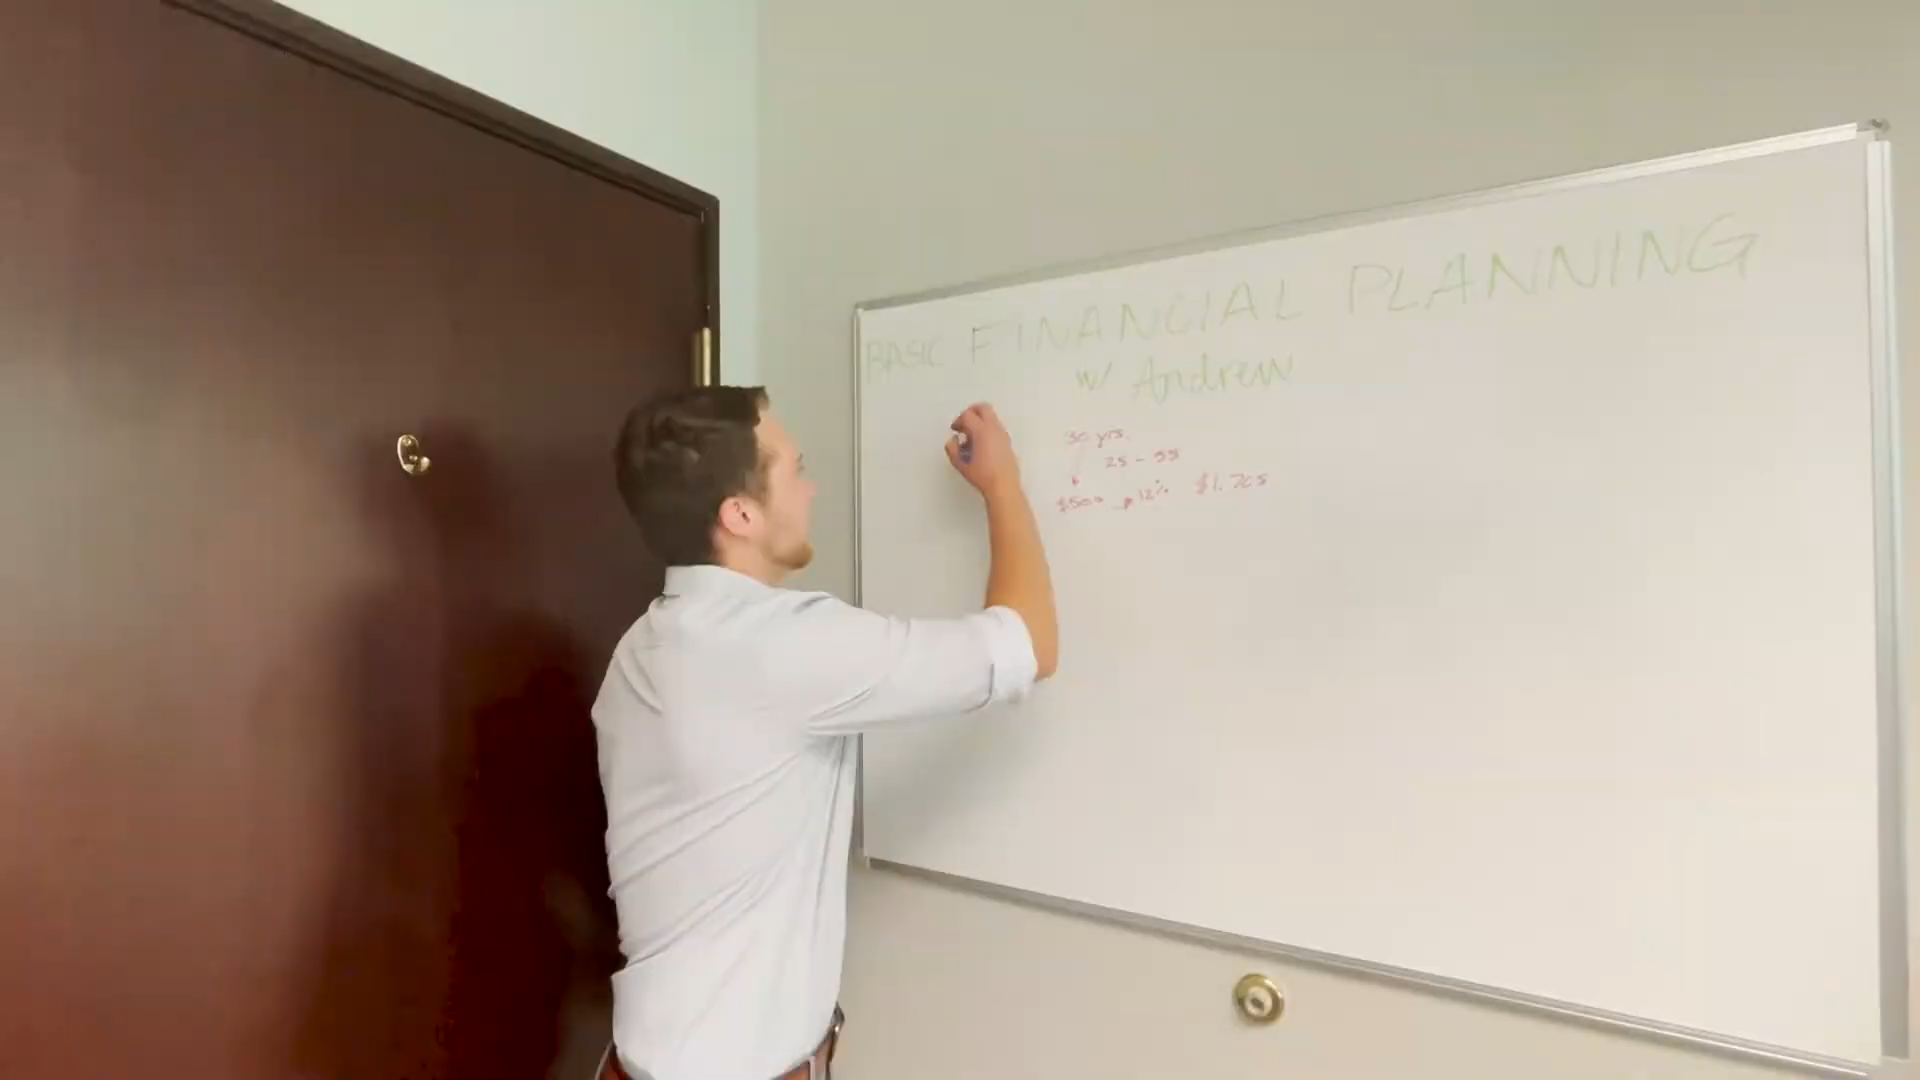 BASIC FINANCIAL PLANNING
w/ Andrew
30 yrs.
25 - 55
$500 → 12% $1.705